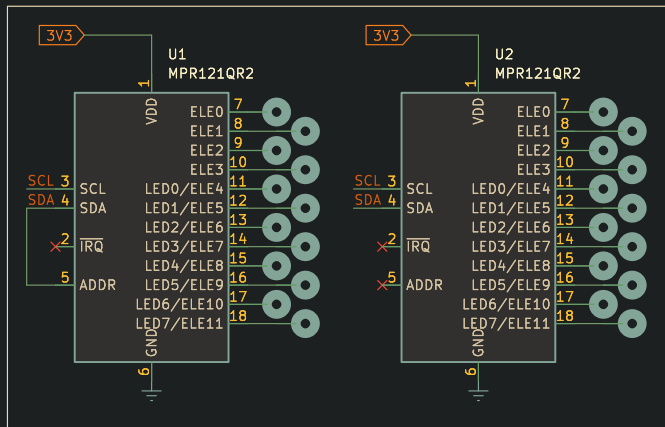 3V3
U1
MPR121QR2
1
VDD
ELE0 7
ELE1 8
ELE2 9
ELE3 10
SCL 3 SCL LED0/ELE4 11
SDA 4 SDA LED1/ELE5 12
LED2/ELE6 13
2 IRQ LED3/ELE7 14
LED4/ELE8 15
5 ADDR LED5/ELE9 16
LED6/ELE10 17
LED7/ELE11 18
GND
6
3V3
U2
MPR121QR2
1
VDD
ELE0 7
ELE1 8
ELE2 9
ELE3 10
SCL 3 SCL LED0/ELE4 11
SDA 4 SDA LED1/ELE5 12
LED2/ELE6 13
2 IRQ LED3/ELE7 14
LED4/ELE8 15
5 ADDR LED5/ELE9 16
LED6/ELE10 17
LED7/ELE11 18
GND
6